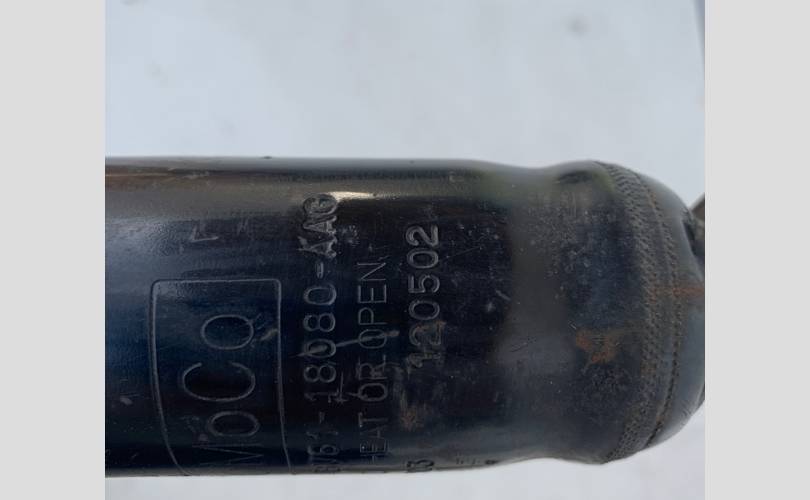 MoCo
18080-AAG
HEAT OR OPEN
120502